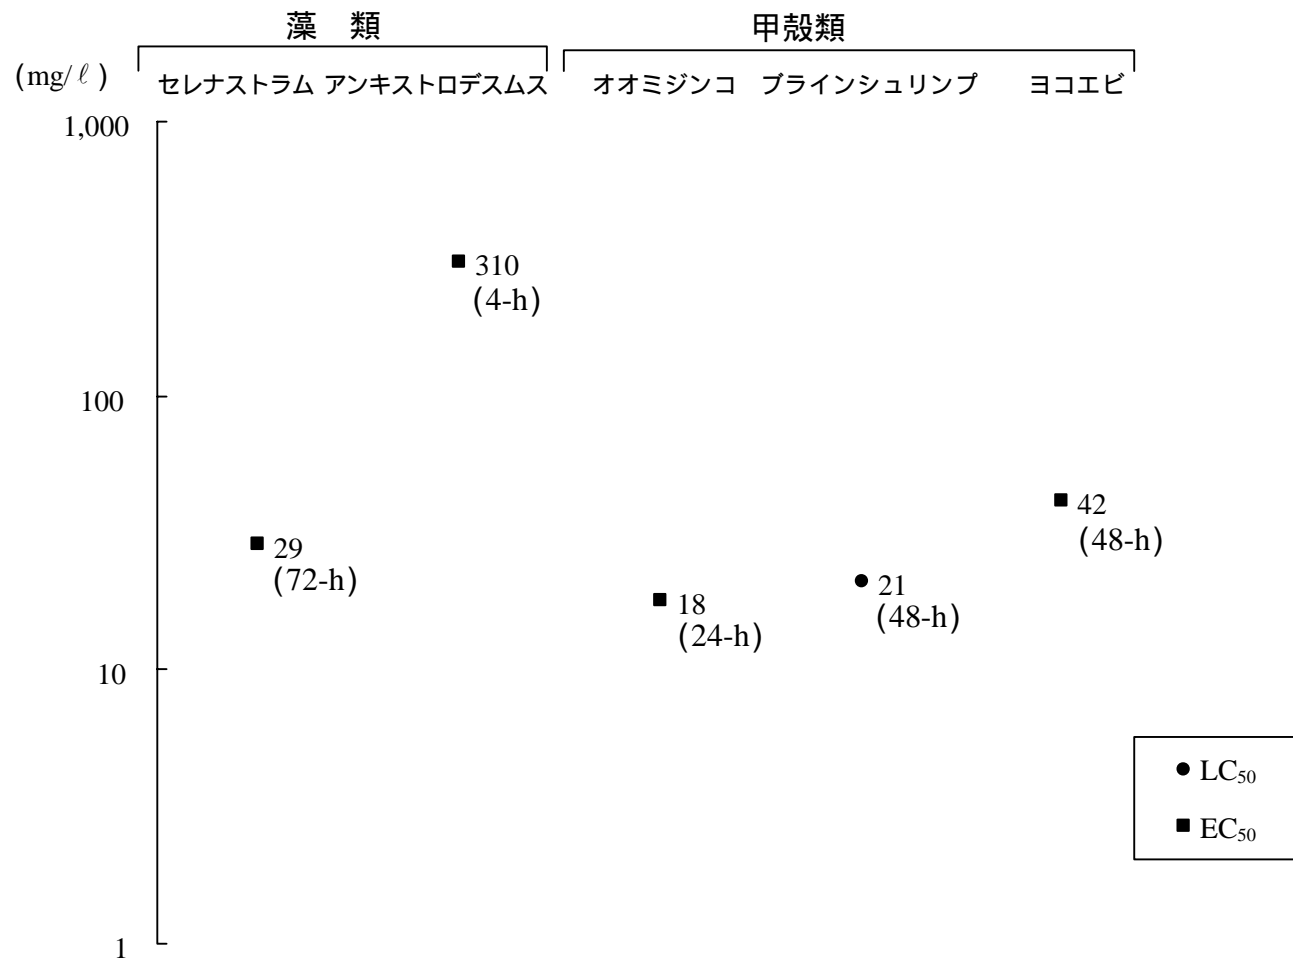 藻　類
甲殻類
(mg/ℓ)
セレナストラム アンキストロデスムス オオミジンコ ブラインシュリンプ ヨコエビ
1,000
310
(4-h)
100
42
(48-h)
29
(72-h)
21
(48-h)
18
(24-h)
10
● LC₅₀
■ EC₅₀
1